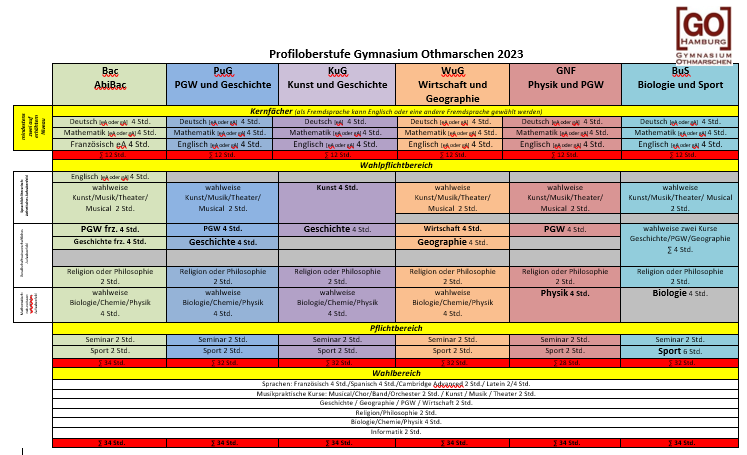 GO
HAMBURG
GYMNASIUM
OTHMARSCHEN
Profiloberstufe Gymnasium Othmarschen 2023
Bac PuG KuG WuG GNF BuS
AbiBac PGW und Geschichte Kunst und Geschichte Wirtschaft und Geographie Physik und PGW Biologie und Sport
Kernfächer (als Fremdsprache kann Englisch oder eine andere Fremdsprache gewählt werden)
Deutsch (gA oder eA) 4 Std. Deutsch (gA oder eA) 4 Std. Deutsch (gA oder eA) 4 Std. Deutsch (gA oder eA) 4 Std. Deutsch (gA oder eA) 4 Std. Deutsch (gA oder eA) 4 Std.
Mathematik (gA oder eA) 4 Std. Mathematik (gA oder eA) 4 Std. Mathematik (gA oder eA) 4 Std. Mathematik (gA oder eA) 4 Std. Mathematik (gA oder eA) 4 Std. Mathematik (gA oder eA) 4 Std.
Französisch eA 4 Std. Englisch (gA oder eA) 4 Std. Englisch (gA oder eA) 4 Std. Englisch (gA oder eA) 4 Std. Englisch (gA oder eA) 4 Std. Englisch (gA oder eA) 4 Std.
∑ 12 Std. ∑ 12 Std. ∑ 12 Std. ∑ 12 Std. ∑ 12 Std. ∑ 12 Std.
Wahlpflichtbereich
Englisch (gA oder eA) 4 Std.
wahlweise wahlweise Kunst 4 Std. wahlweise wahlweise wahlweise
Kunst/Musik/Theater/ Kunst/Musik/Theater/ Kunst/Musik/Theater/ Kunst/Musik/Theater/ Kunst/Musik/Theater/
Musical 2 Std. Musical 2 Std. Musical 2 Std. Musical 2 Std. Musical 2 Std.
PGW frz. 4 Std. PGW 4 Std. Geschichte 4 Std. Wirtschaft 4 Std. PGW 4 Std. wahlweise zwei Kurse
Geschichte frz. 4 Std. Geschichte 4 Std. Geographie 4 Std. Geschichte/PGW/Geographie
∑ 4 Std.
Religion oder Philosophie Religion oder Philosophie Religion oder Philosophie Religion oder Philosophie Religion oder Philosophie Religion oder Philosophie
2 Std. 2 Std. 2 Std. 2 Std. 2 Std. 2 Std.
wahlweise wahlweise wahlweise wahlweise Physik 4 Std. Biologie 4 Std.
Biologie/Chemie/Physik Biologie/Chemie/Physik Biologie/Chemie/Physik Biologie/Chemie/Physik
4 Std. 4 Std. 4 Std. 4 Std.
Pflichtbereich
Seminar 2 Std. Seminar 2 Std. Seminar 2 Std. Seminar 2 Std. Seminar 2 Std. Seminar 2 Std.
Sport 2 Std. Sport 2 Std. Sport 2 Std. Sport 2 Std. Sport 2 Std. Sport 6 Std.
∑ 34 Std. ∑ 32 Std. ∑ 32 Std. ∑ 32 Std. ∑ 28 Std. ∑ 32 Std.
Wahlbereich
Sprachen: Französisch 4 Std./Spanisch 4 Std./Cambridge Advanced 2 Std./ Latein 2/4 Std.
Musikpraktische Kurse: Musical/Chor/Band/Orchester 2 Std. / Kunst / Musik / Theater 2 Std.
Geschichte / Geographie / PGW / Wirtschaft 2 Std.
Religion/Philosophie 2 Std.
Biologie/Chemie/Physik 4 Std.
Informatik 2 Std.
∑ 34 Std. ∑ 34 Std. ∑ 34 Std. ∑ 34 Std. ∑ 34 Std. ∑ 34 Std.